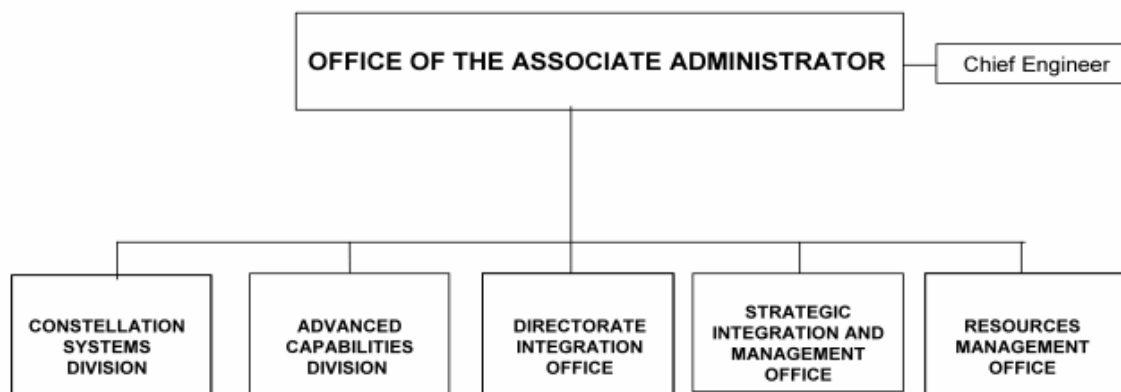 OFFICE OF THE ASSOCIATE ADMINISTRATOR
Chief Engineer
CONSTELLATION
SYSTEMS
DIVISION
ADVANCED
CAPABILITIES
DIVISION
DIRECTORATE
INTEGRATION
OFFICE
STRATEGIC
INTEGRATION AND
MANAGEMENT
OFFICE
RESOURCES
MANAGEMENT
OFFICE